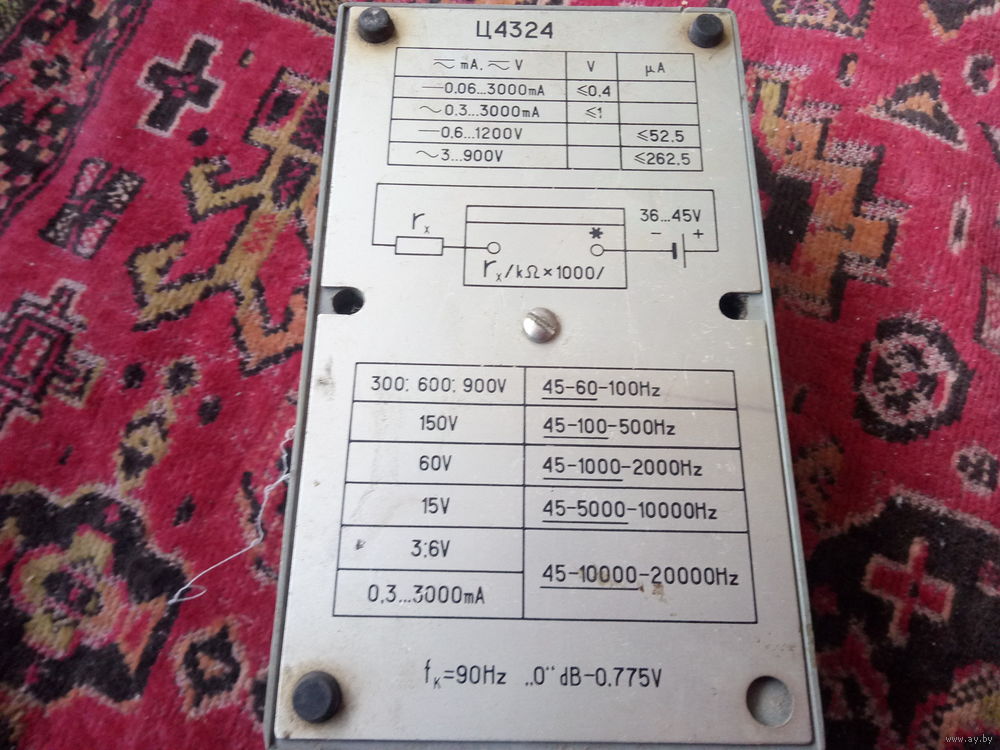 Ц4324
mA, V V μA
—0,06...3000mA ≤0,4
~0,3...3000mA ≤1
—0,6...1200V ≤52,5
~3...900V ≤262,5
36...45V
rₓ * − +
rₓ/kΩ×1000/
300; 600; 900V 45-60-100Hz
150V 45-100-500Hz
60V 45-1000-2000Hz
15V 45-5000-10000Hz
3;6V
45-10000-20000Hz
0,3...3000mA
fₖ=90Hz „0“ dB-0,775V
www.ay.by